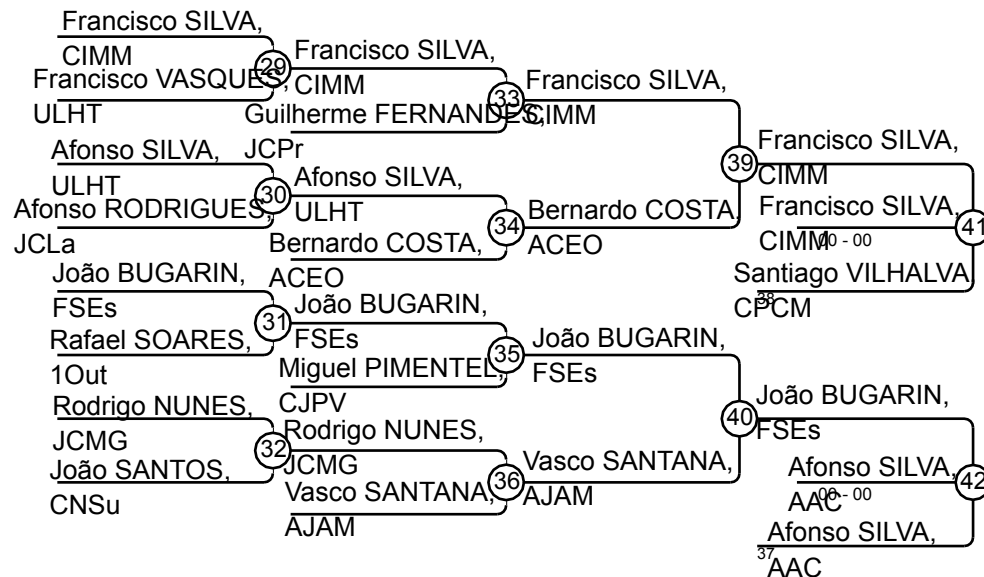 Francisco SILVA,
CIMM
29
Francisco VASQUES,
ULHT
Francisco SILVA,
CIMM
33
Guilherme FERNANDES,
JCPr
Francisco SILVA,
CIMM
Afonso SILVA,
ULHT
30
Afonso RODRIGUES,
JCLa
Afonso SILVA,
ULHT
34
Bernardo COSTA,
ACEO
Bernardo COSTA,
ACEO
39
Francisco SILVA,
CIMM
Francisco SILVA,
CIMM
00 - 00
41
Santiago VILHALVA,
CPCM
38
João BUGARIN,
FSEs
31
Rafael SOARES,
1Out
João BUGARIN,
FSEs
35
Miguel PIMENTEL,
CJPV
João BUGARIN,
FSEs
Rodrigo NUNES,
JCMG
32
João SANTOS,
CNSu
Rodrigo NUNES,
JCMG
36
Vasco SANTANA,
AJAM
Vasco SANTANA,
AJAM
40
João BUGARIN,
FSEs
Afonso SILVA,
AAC
00 - 00
42
Afonso SILVA,
37
AAC